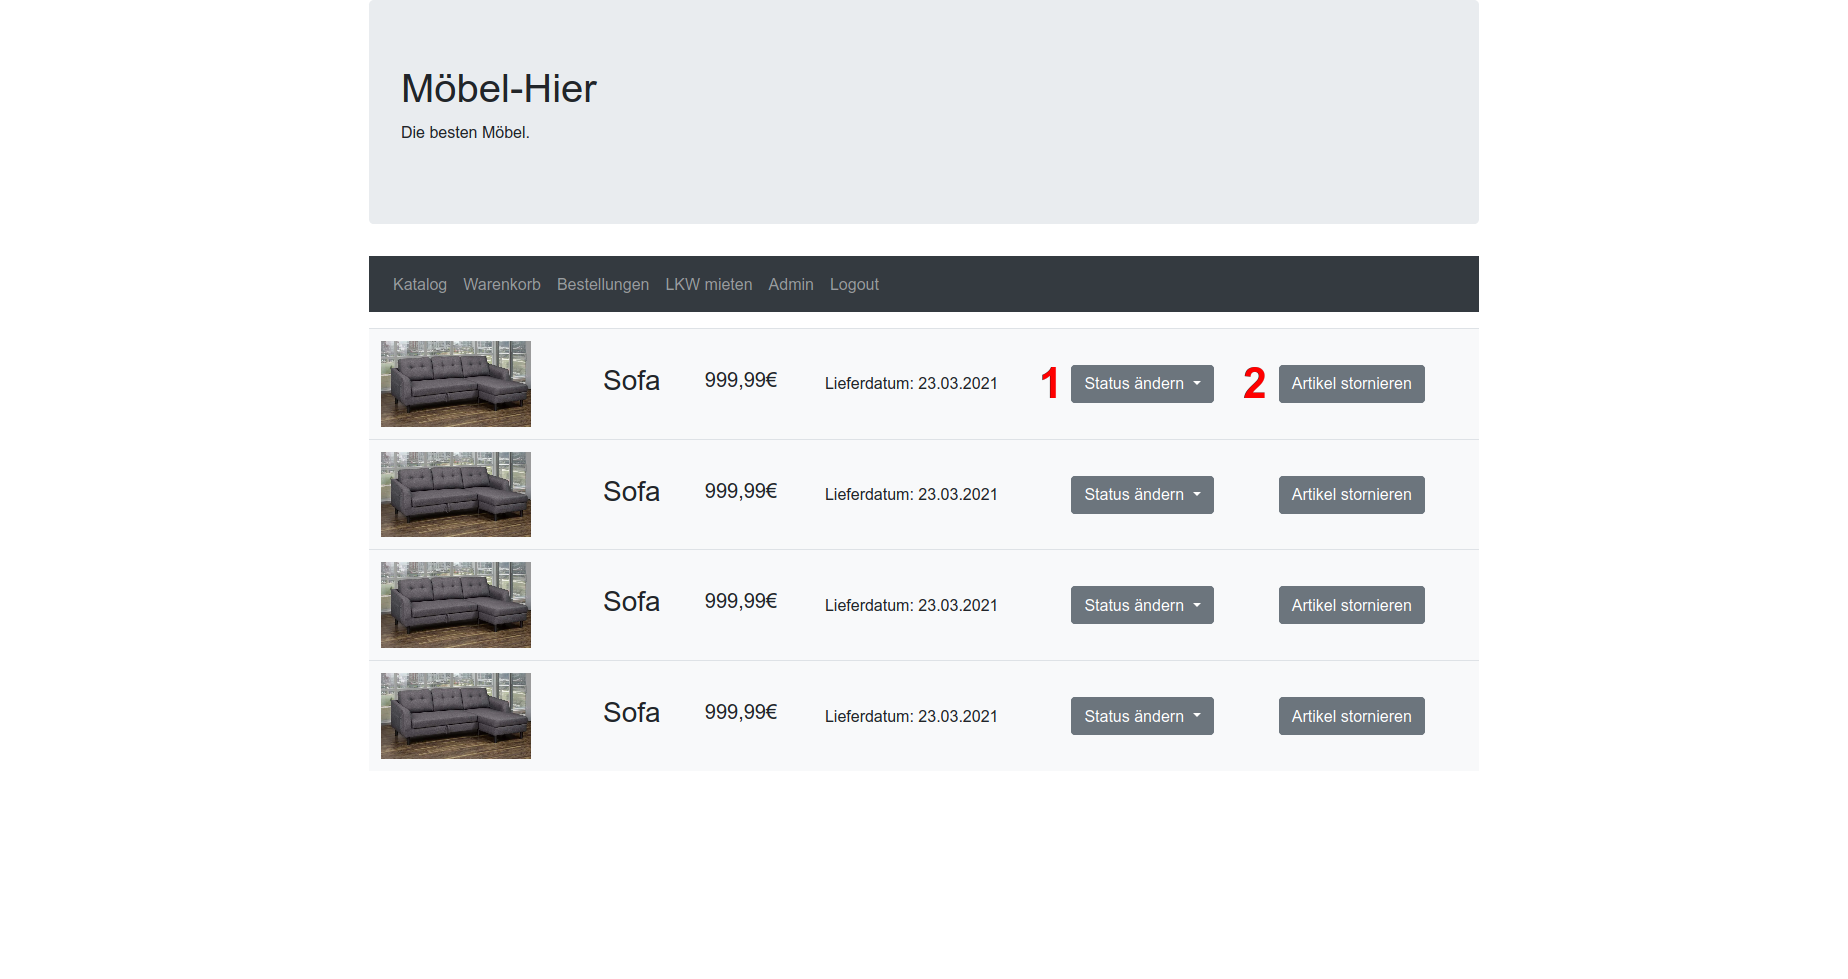 Möbel-Hier
Die besten Möbel.
Katalog Warenkorb Bestellungen LKW mieten Admin Logout
Sofa 999,99€ Lieferdatum: 23.03.2021 1 Status ändern 2 Artikel stornieren
Sofa 999,99€ Lieferdatum: 23.03.2021 Status ändern Artikel stornieren
Sofa 999,99€ Lieferdatum: 23.03.2021 Status ändern Artikel stornieren
Sofa 999,99€ Lieferdatum: 23.03.2021 Status ändern Artikel stornieren